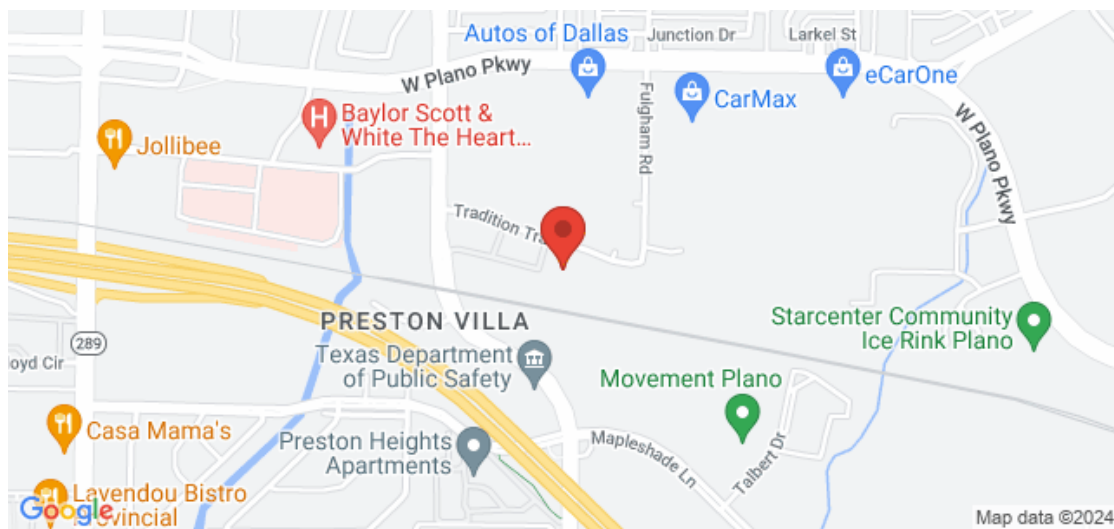 Autos of Dallas
Junction Dr
Larkel St
W Plano Pkwy
eCarOne
CarMax
Fulgham Rd
Baylor Scott &
White The Heart...
Jollibee
W Plano Pkwy
Tradition Tra
PRESTON VILLA
Texas Department
of Public Safety
289
loyd Cir
Starcenter Community
Ice Rink Plano
Movement Plano
Casa Mama's
Preston Heights
Apartments
Mapleshade Ln
Talbert Dr
Lavendou Bistro
Provincial
Google
Map data ©2024